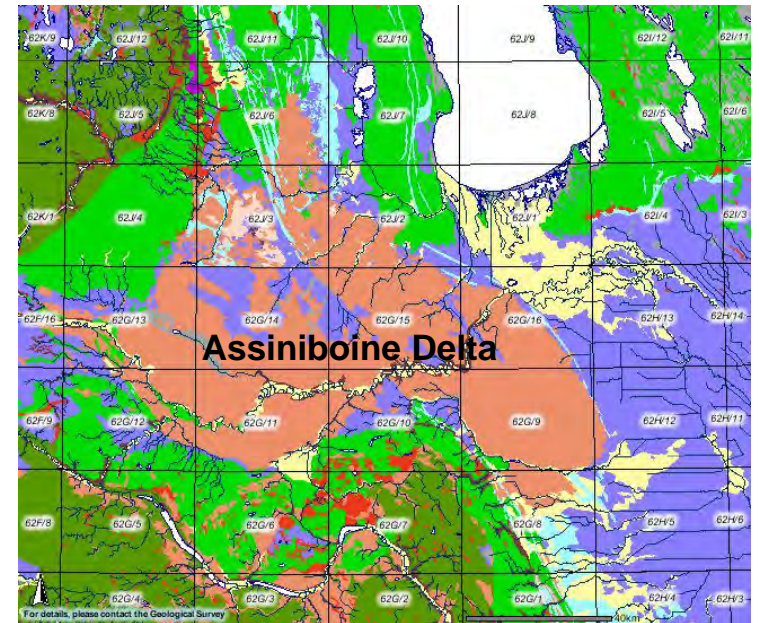 62K/9 62J/12 62J/11 62J/10 62J/9 62I/12 62I/11
62K/8 62J/5 62J/6 62J/7 62J/8 62I/5 62I/6
62K/1 62J/4 62J/3 62J/2 62J/1 62I/4 62I/3
62F/16 62G/13 62G/14 62G/15 62G/16 62H/13 62H/14
Assiniboine Delta
62F/9 62G/12 62G/11 62G/10 62G/9 62H/12 62H/11
62F/8 62G/5 62G/6 62G/7 62G/8 62H/5 62H/6
62G/4 62G/3 62G/2 62G/1 62H/4 62H/3
For details, please contact the Geological Survey
0 40km